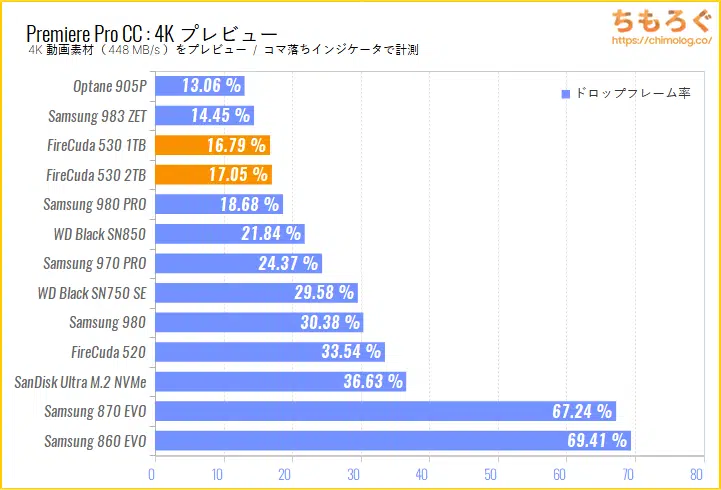 Premiere Pro CC : 4K プレビュー
4K 動画素材（448 MB/s）をプレビュー / コマ落ちインジケータで計測
ちもろぐ
https://chimolog.co/
ドロップフレーム率
Optane 905P 13.06 %
Samsung 983 ZET 14.45 %
FireCuda 530 1TB 16.79 %
FireCuda 530 2TB 17.05 %
Samsung 980 PRO 18.68 %
WD Black SN850 21.84 %
Samsung 970 PRO 24.37 %
WD Black SN750 SE 29.58 %
Samsung 980 30.38 %
FireCuda 520 33.54 %
SanDisk Ultra M.2 NVMe 36.63 %
Samsung 870 EVO 67.24 %
Samsung 860 EVO 69.41 %
0 10 20 30 40 50 60 70 80